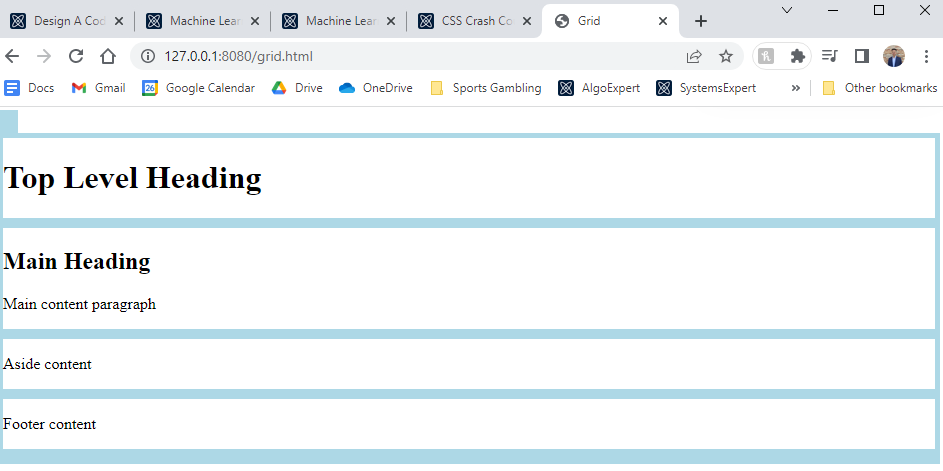 Design A Cod
Machine Lear
Machine Lear
CSS Crash Co
Grid
127.0.0.1:8080/grid.html
Docs
Gmail
26
Google Calendar
Drive
OneDrive
Sports Gambling
AlgoExpert
SystemsExpert
»
Other bookmarks
Top Level Heading
Main Heading
Main content paragraph
Aside content
Footer content